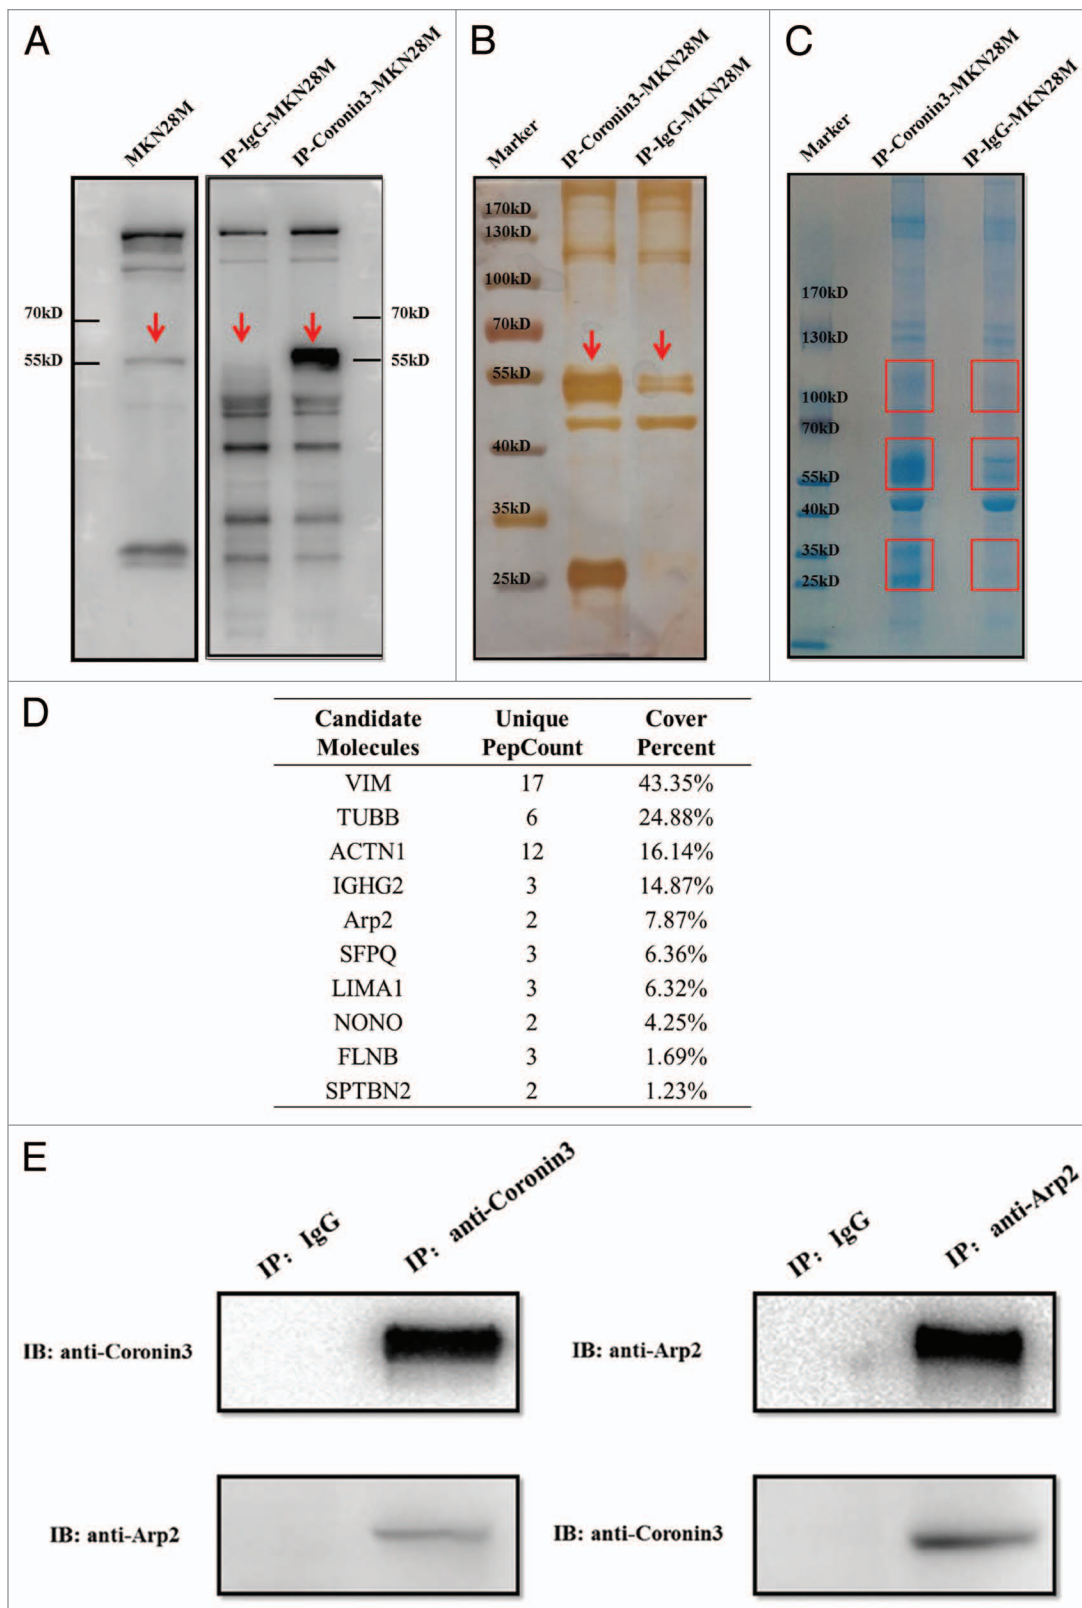 A
MKN28M
IP-IgG-MKN28M
IP-Coronin3-MKN28M
70kD
55kD
70kD
55kD
B
Marker
IP-Coronin3-MKN28M
IP-IgG-MKN28M
170kD
130kD
100kD
70kD
55kD
40kD
35kD
25kD
C
Marker
IP-Coronin3-MKN28M
IP-IgG-MKN28M
170kD
130kD
100kD
70kD
55kD
40kD
35kD
25kD
D
Candidate Molecules Unique PepCount Cover Percent
VIM 17 43.35%
TUBB 6 24.88%
ACTN1 12 16.14%
IGHG2 3 14.87%
Arp2 2 7.87%
SFPQ 3 6.36%
LIMA1 3 6.32%
NONO 2 4.25%
FLNB 3 1.69%
SPTBN2 2 1.23%
E
IP: IgG
IP: anti-Coronin3
IB: anti-Coronin3
IB: anti-Arp2
IP: IgG
IP: anti-Arp2
IB: anti-Arp2
IB: anti-Coronin3